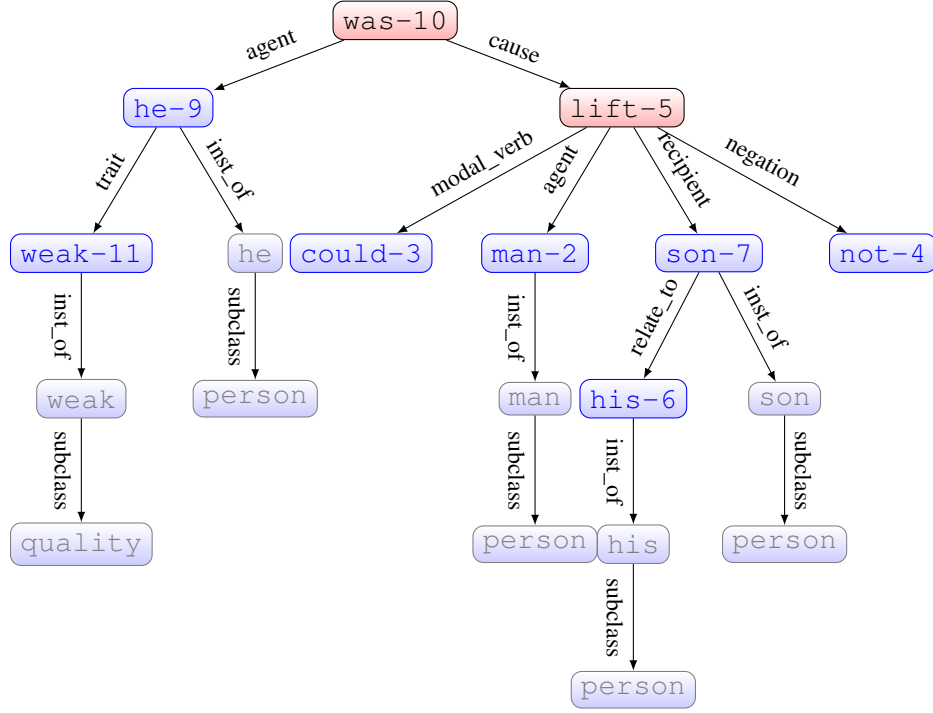 was-10
agent
cause
he-9
lift-5
trait
inst_of
modal_verb
agent
recipient
negation
weak-11
he
could-3
man-2
son-7
not-4
inst_of
subclass
inst_of
relate_to
inst_of
weak
person
man
his-6
son
subclass
subclass
inst_of
subclass
quality
person
his
person
subclass
person